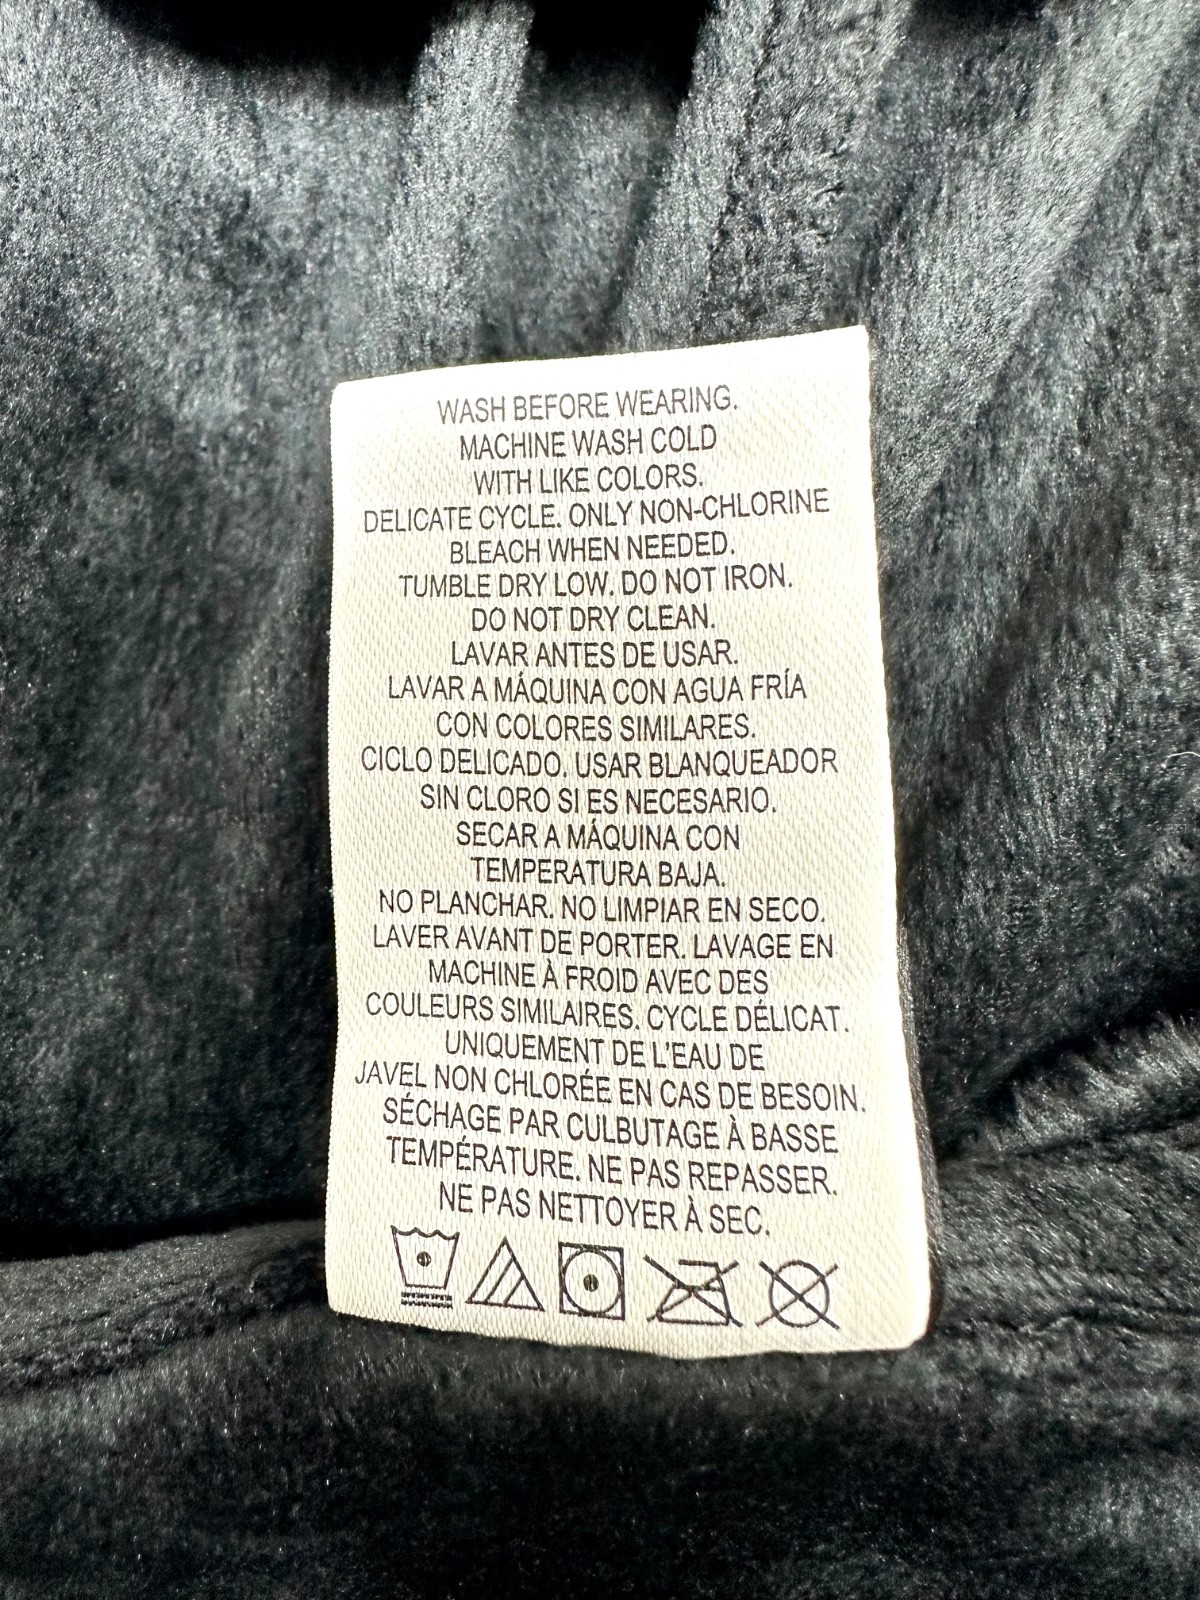 WASH BEFORE WEARING.
MACHINE WASH COLD
WITH LIKE COLORS.
DELICATE CYCLE. ONLY NON-CHLORINE
BLEACH WHEN NEEDED.
TUMBLE DRY LOW. DO NOT IRON.
DO NOT DRY CLEAN.
LAVAR ANTES DE USAR.
LAVAR A MÁQUINA CON AGUA FRÍA
CON COLORES SIMILARES.
CICLO DELICADO. USAR BLANQUEADOR
SIN CLORO SI ES NECESARIO.
SECAR A MÁQUINA CON
TEMPERATURA BAJA.
NO PLANCHAR. NO LIMPIAR EN SECO.
LAVER AVANT DE PORTER. LAVAGE EN
MACHINE À FROID AVEC DES
COULEURS SIMILAIRES. CYCLE DÉLICAT.
UNIQUEMENT DE L'EAU DE
JAVEL NON CHLORÉE EN CAS DE BESOIN.
SÉCHAGE PAR CULBUTAGE À BASSE
TEMPÉRATURE. NE PAS REPASSER.
NE PAS NETTOYER À SEC.